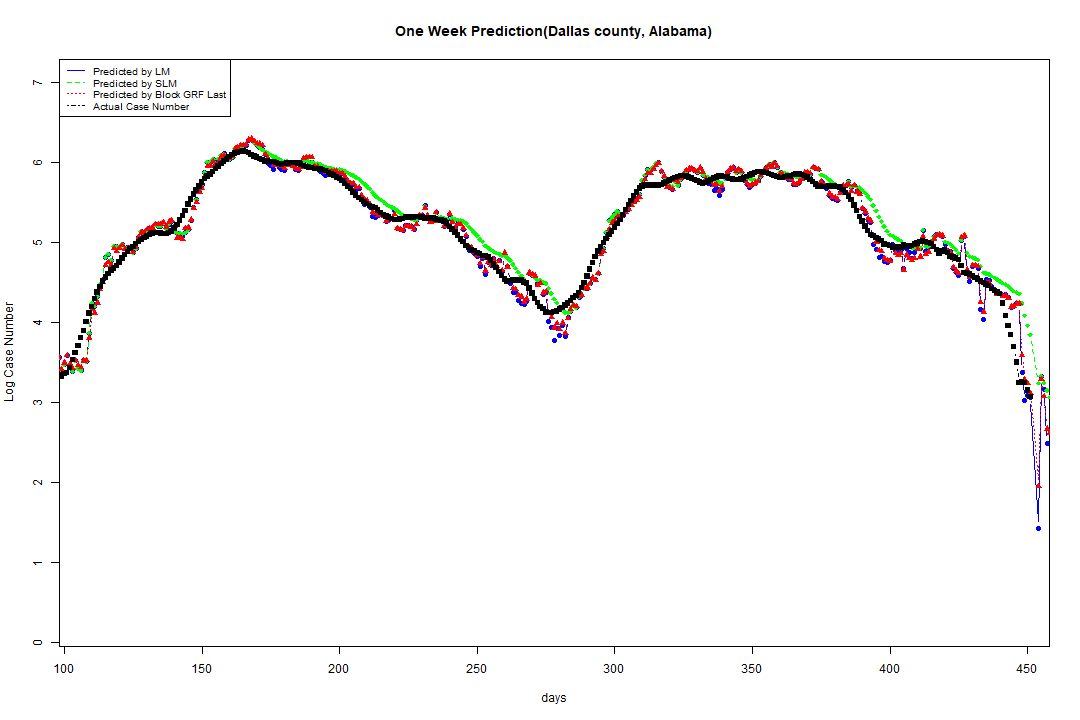 One Week Prediction(Dallas county, Alabama)
Predicted by LM
Predicted by SLM
Predicted by Block GRF Last
Actual Case Number
7
6
5
4
3
2
1
0
Log Case Number
100 150 200 250 300 350 400 450
days